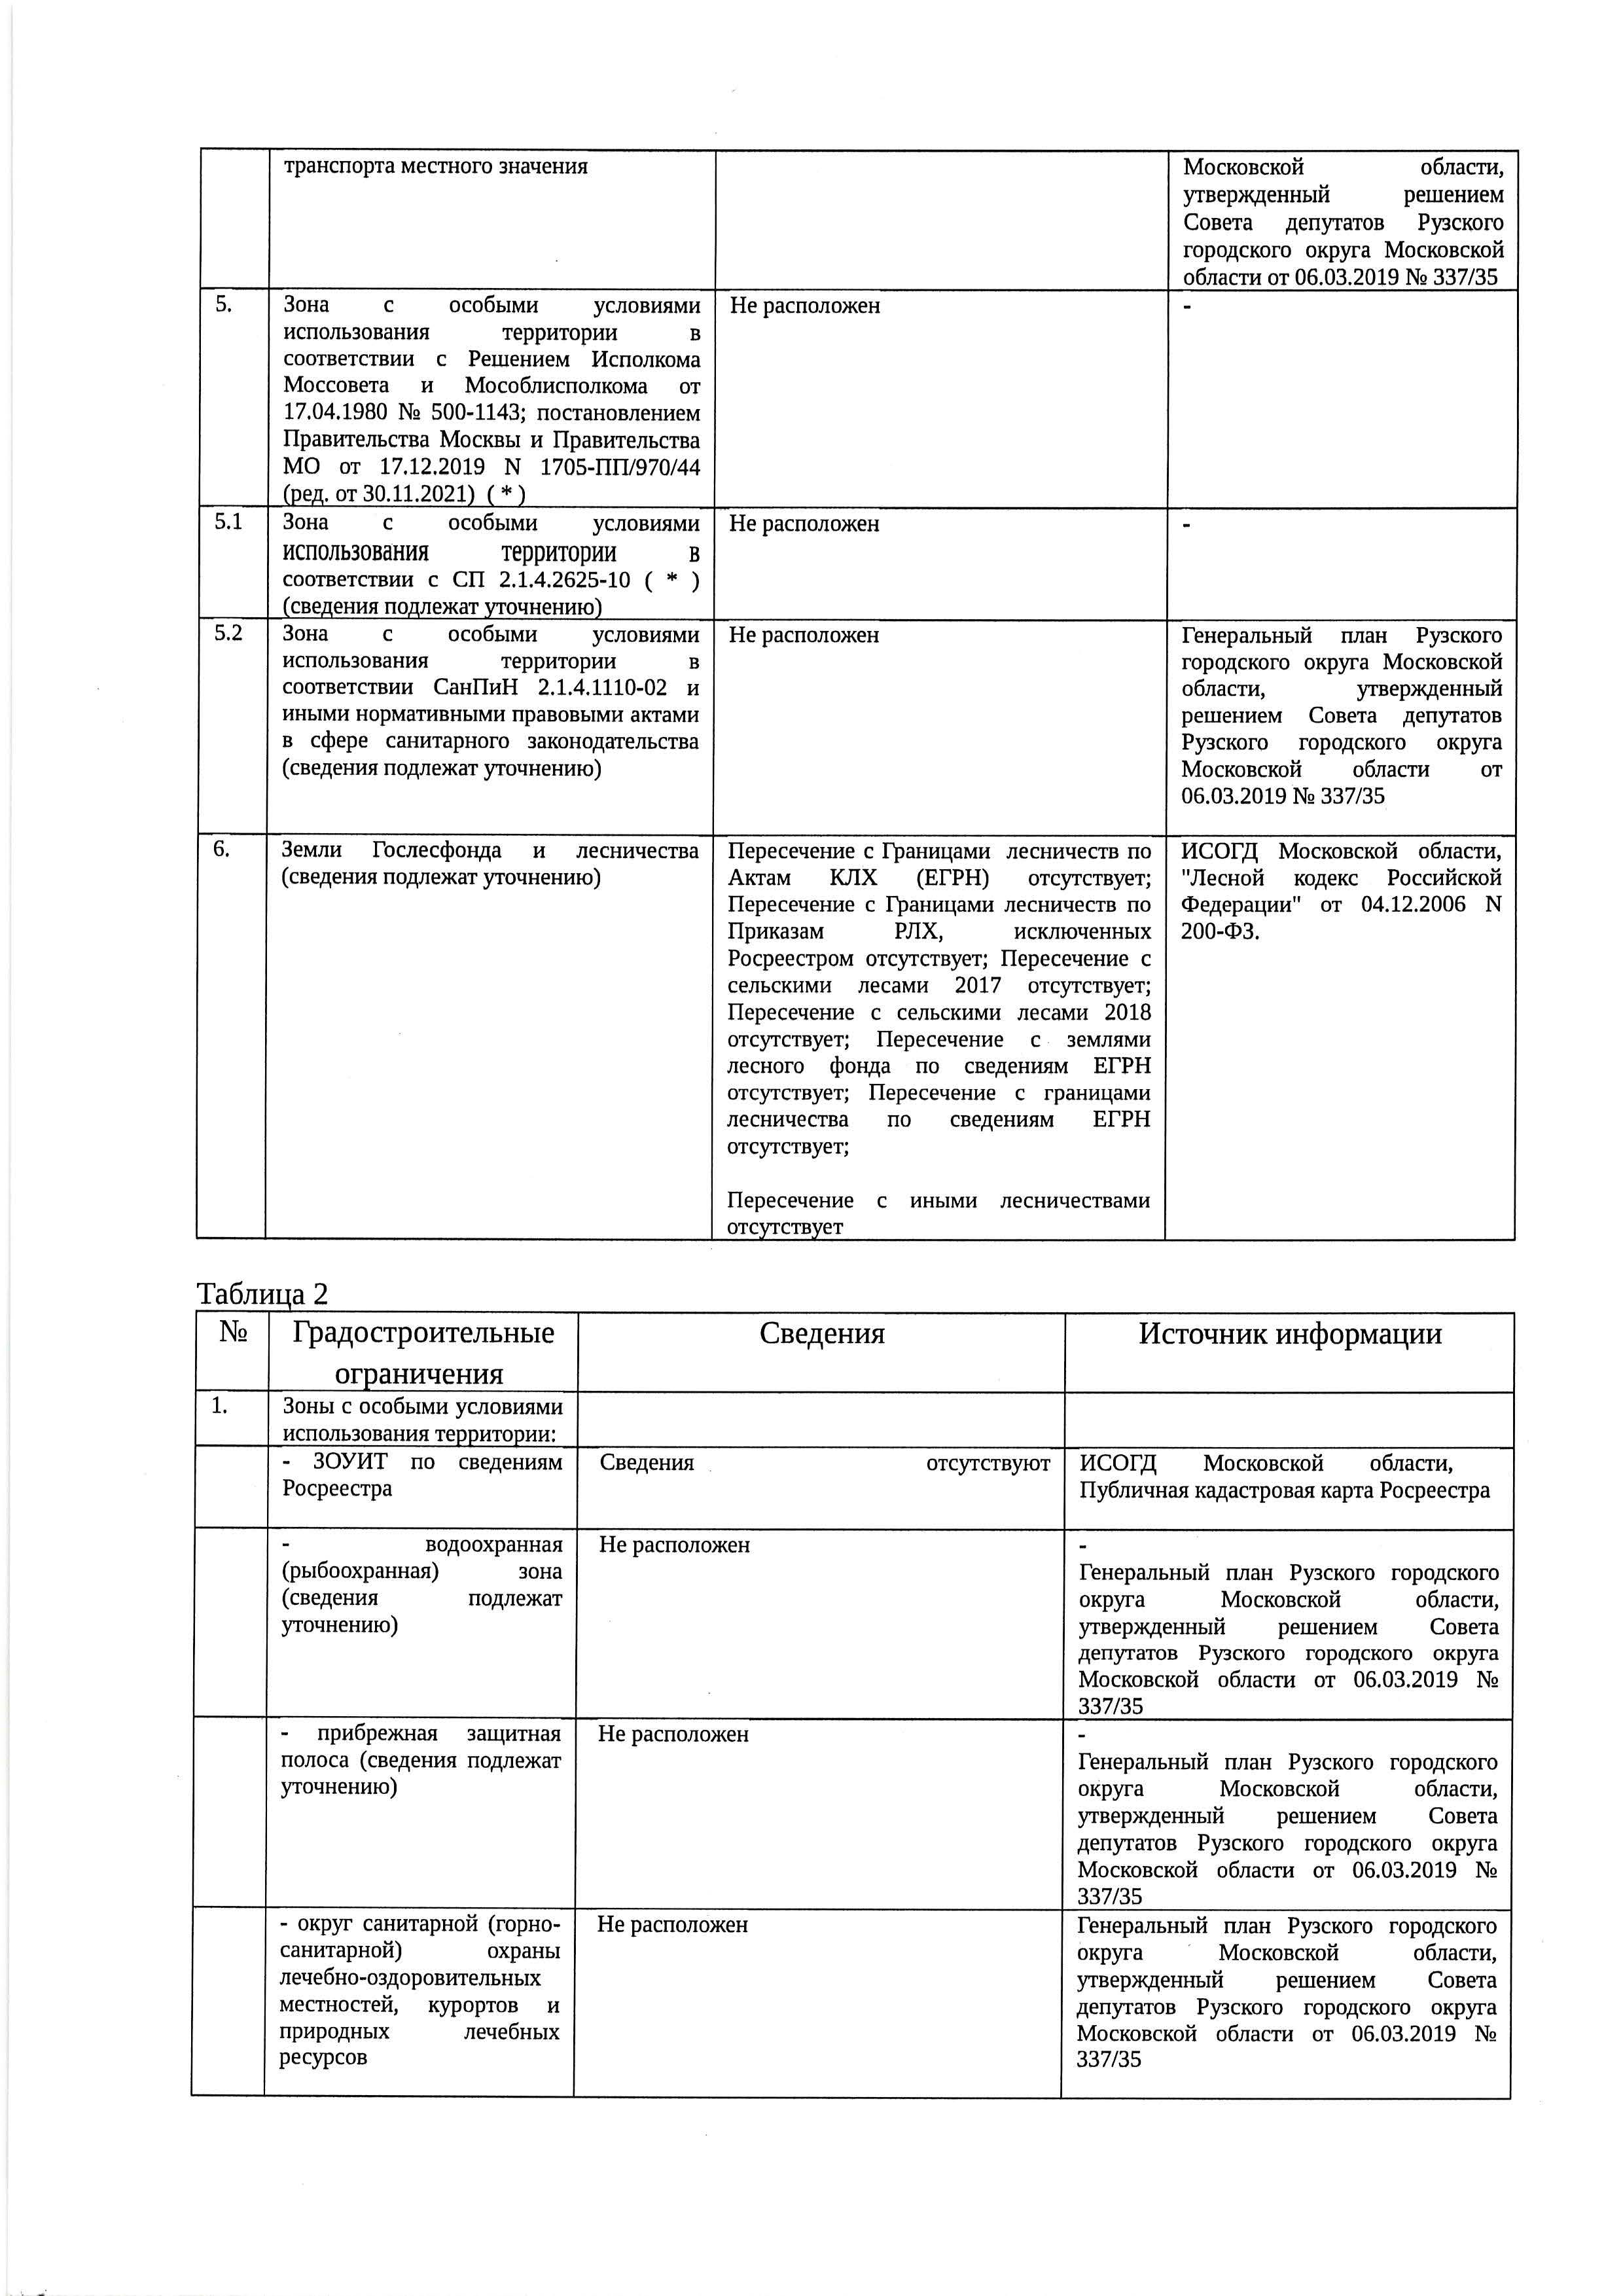 транспорта местного значения
Московской области,
утвержденный решением
Совета депутатов Рузского
городского округа Московской
области от 06.03.2019 № 337/35
5.
Зона с особыми условиями
использования территории в
соответствии с Решением Исполкома
Моссовета и Мособлисполкома от
17.04.1980 № 500-1143; постановлением
Правительства Москвы и Правительства
МО от 17.12.2019 N 1705-ПП/970/44
(ред. от 30.11.2021) ( * )
Не расположен
-
5.1
Зона с особыми условиями
использования территории в
соответствии с СП 2.1.4.2625-10 ( * )
(сведения подлежат уточнению)
Не расположен
-
5.2
Зона с особыми условиями
использования территории в
соответствии СанПиН 2.1.4.1110-02 и
иными нормативными правовыми актами
в сфере санитарного законодательства
(сведения подлежат уточнению)
Не расположен
Генеральный план Рузского
городского округа Московской
области, утвержденный
решением Совета депутатов
Рузского городского округа
Московской области от
06.03.2019 № 337/35
6.
Земли Гослесфонда и лесничества
(сведения подлежат уточнению)
Пересечение с Границами лесничеств по
Актам КЛХ (ЕГРН) отсутствует;
Пересечение с Границами лесничеств по
Приказам РЛХ, исключенных
Росреестром отсутствует; Пересечение с
сельскими лесами 2017 отсутствует;
Пересечение с сельскими лесами 2018
отсутствует; Пересечение с землями
лесного фонда по сведениям ЕГРН
отсутствует; Пересечение с границами
лесничества по сведениям ЕГРН
отсутствует;
Пересечение с иными лесничествами
отсутствует
ИСОГД Московской области,
"Лесной кодекс Российской
Федерации" от 04.12.2006 N
200-ФЗ.
Таблица 2
№
Градостроительные
ограничения
Сведения
Источник информации
1.
Зоны с особыми условиями
использования территории:
- ЗОУИТ по сведениям
Росреестра
Сведения отсутствуют
ИСОГД Московской области,
Публичная кадастровая карта Росреестра
- водоохранная
(рыбоохранная) зона
(сведения подлежат
уточнению)
Не расположен
-
Генеральный план Рузского городского
округа Московской области,
утвержденный решением Совета
депутатов Рузского городского округа
Московской области от 06.03.2019 №
337/35
- прибрежная защитная
полоса (сведения подлежат
уточнению)
Не расположен
-
Генеральный план Рузского городского
округа Московской области,
утвержденный решением Совета
депутатов Рузского городского округа
Московской области от 06.03.2019 №
337/35
- округ санитарной (горно-
санитарной) охраны
лечебно-оздоровительных
местностей, курортов и
природных лечебных
ресурсов
Не расположен
Генеральный план Рузского городского
округа Московской области,
утвержденный решением Совета
депутатов Рузского городского округа
Московской области от 06.03.2019 №
337/35